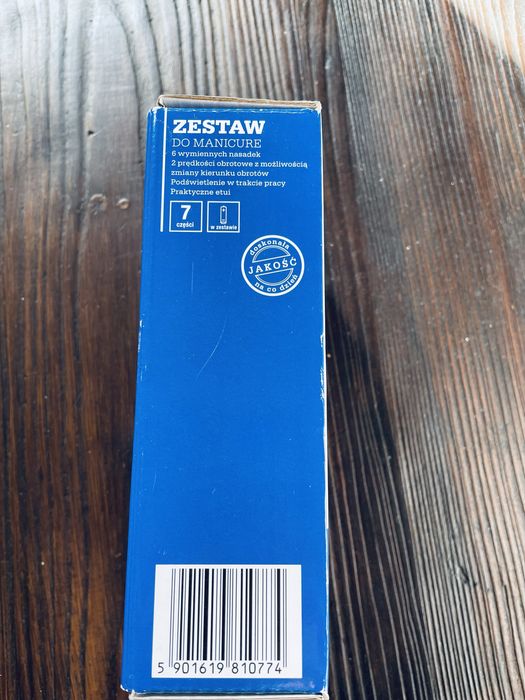 ZESTAW
DO MANICURE
6 wymiennych nasadek
2 prędkości obrotowe z możliwością
zmiany kierunku obrotów
Podświetlenie w trakcie pracy
Praktyczne etui
7
części
w zestawie
doskonała
JAKOŚĆ
na co dzień
5 901619 810774